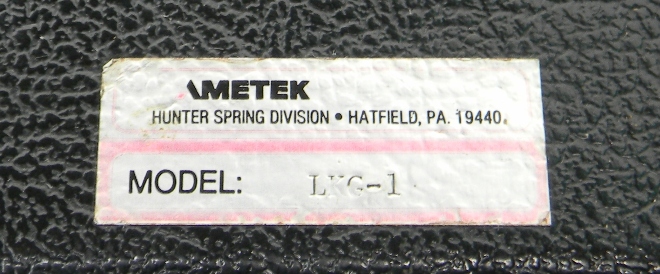 AMETEK
HUNTER SPRING DIVISION • HATFIELD, PA. 19440
MODEL: LKG-1